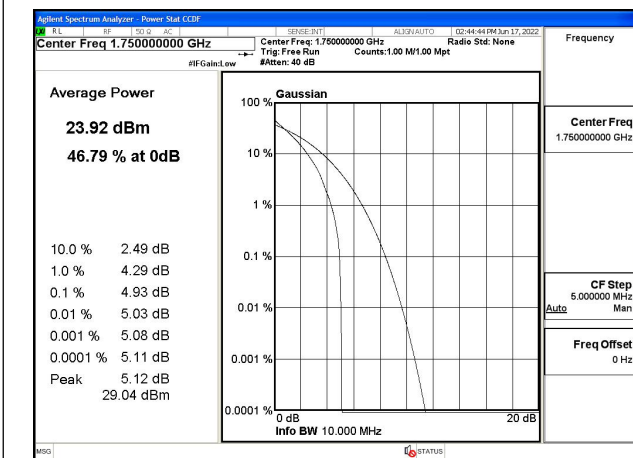 Agilent Spectrum Analyzer - Power Stat CCDF
RL RF 50 Ω AC SENSE:INT ALIGN AUTO 02:44:44 PM Jun 17, 2022
Center Freq 1.750000000 GHz
Center Freq: 1.750000000 GHz Radio Std: None
Trig: Free Run Counts:1.00 M/1.00 Mpt
#IFGain:Low #Atten: 40 dB
Frequency
Average Power
23.92 dBm
46.79 % at 0dB
10.0 % 2.49 dB
1.0 % 4.29 dB
0.1 % 4.93 dB
0.01 % 5.03 dB
0.001 % 5.08 dB
0.0001 % 5.11 dB
Peak 5.12 dB
29.04 dBm
Gaussian
100 %
10 %
1 %
0.1 %
0.01 %
0.001 %
0.0001 %
0 dB 20 dB
Info BW 10.000 MHz
Center Freq
1.750000000 GHz
CF Step
5.000000 MHz
Auto Man
Freq Offset
0 Hz
MSG STATUS